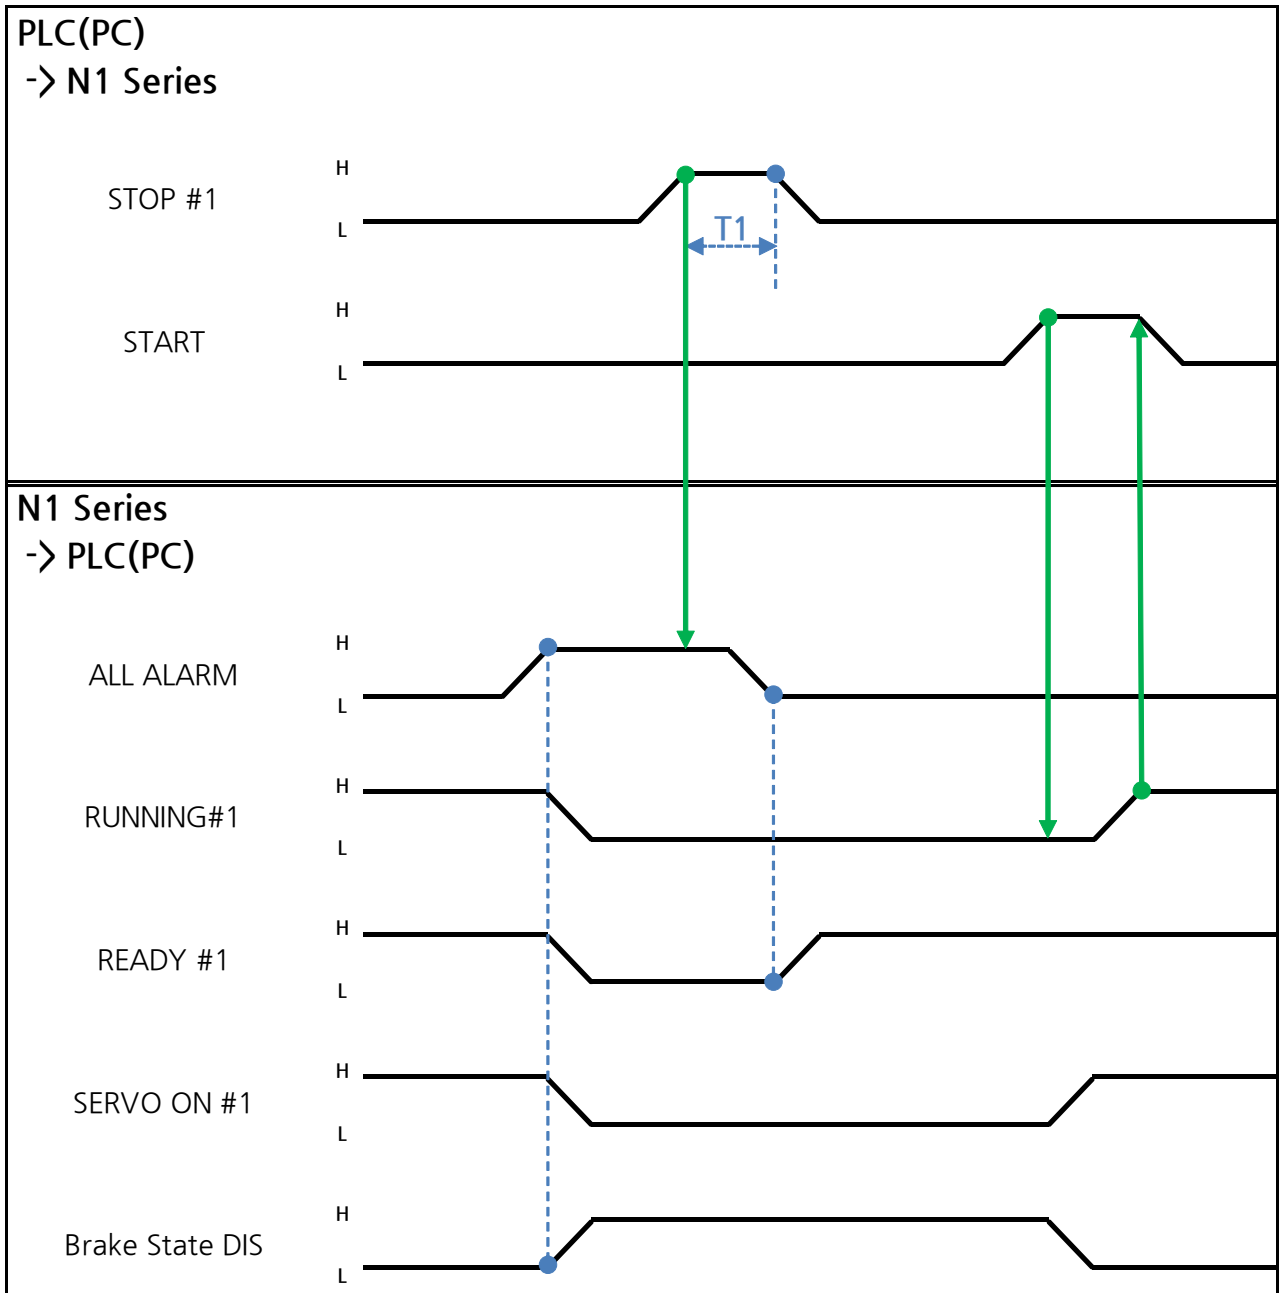 PLC(PC)
-> N1 Series
H
STOP #1
L
T1
H
START
L
N1 Series
-> PLC(PC)
H
ALL ALARM
L
H
RUNNING#1
L
H
READY #1
L
H
SERVO ON #1
L
H
Brake State DIS
L